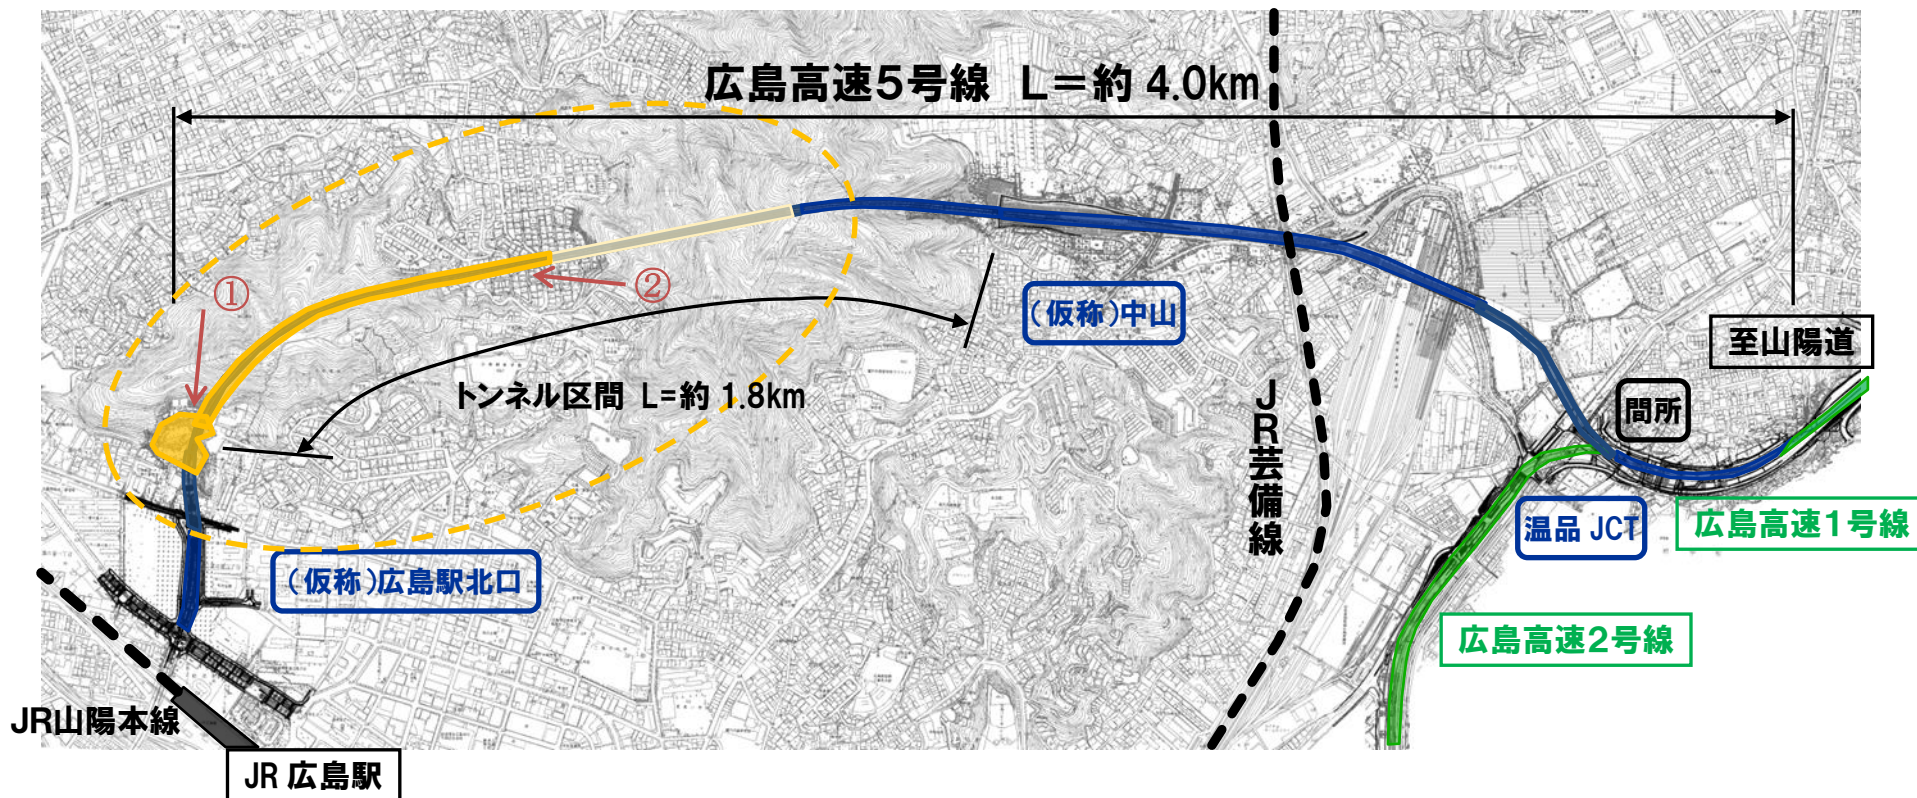 広島高速5号線 L=約 4.0km
①
②
(仮称)中山
至山陽道
トンネル区間 L=約 1.8km
JR芸備線
間所
温品 JCT
広島高速1号線
(仮称)広島駅北口
広島高速2号線
JR山陽本線
JR 広島駅